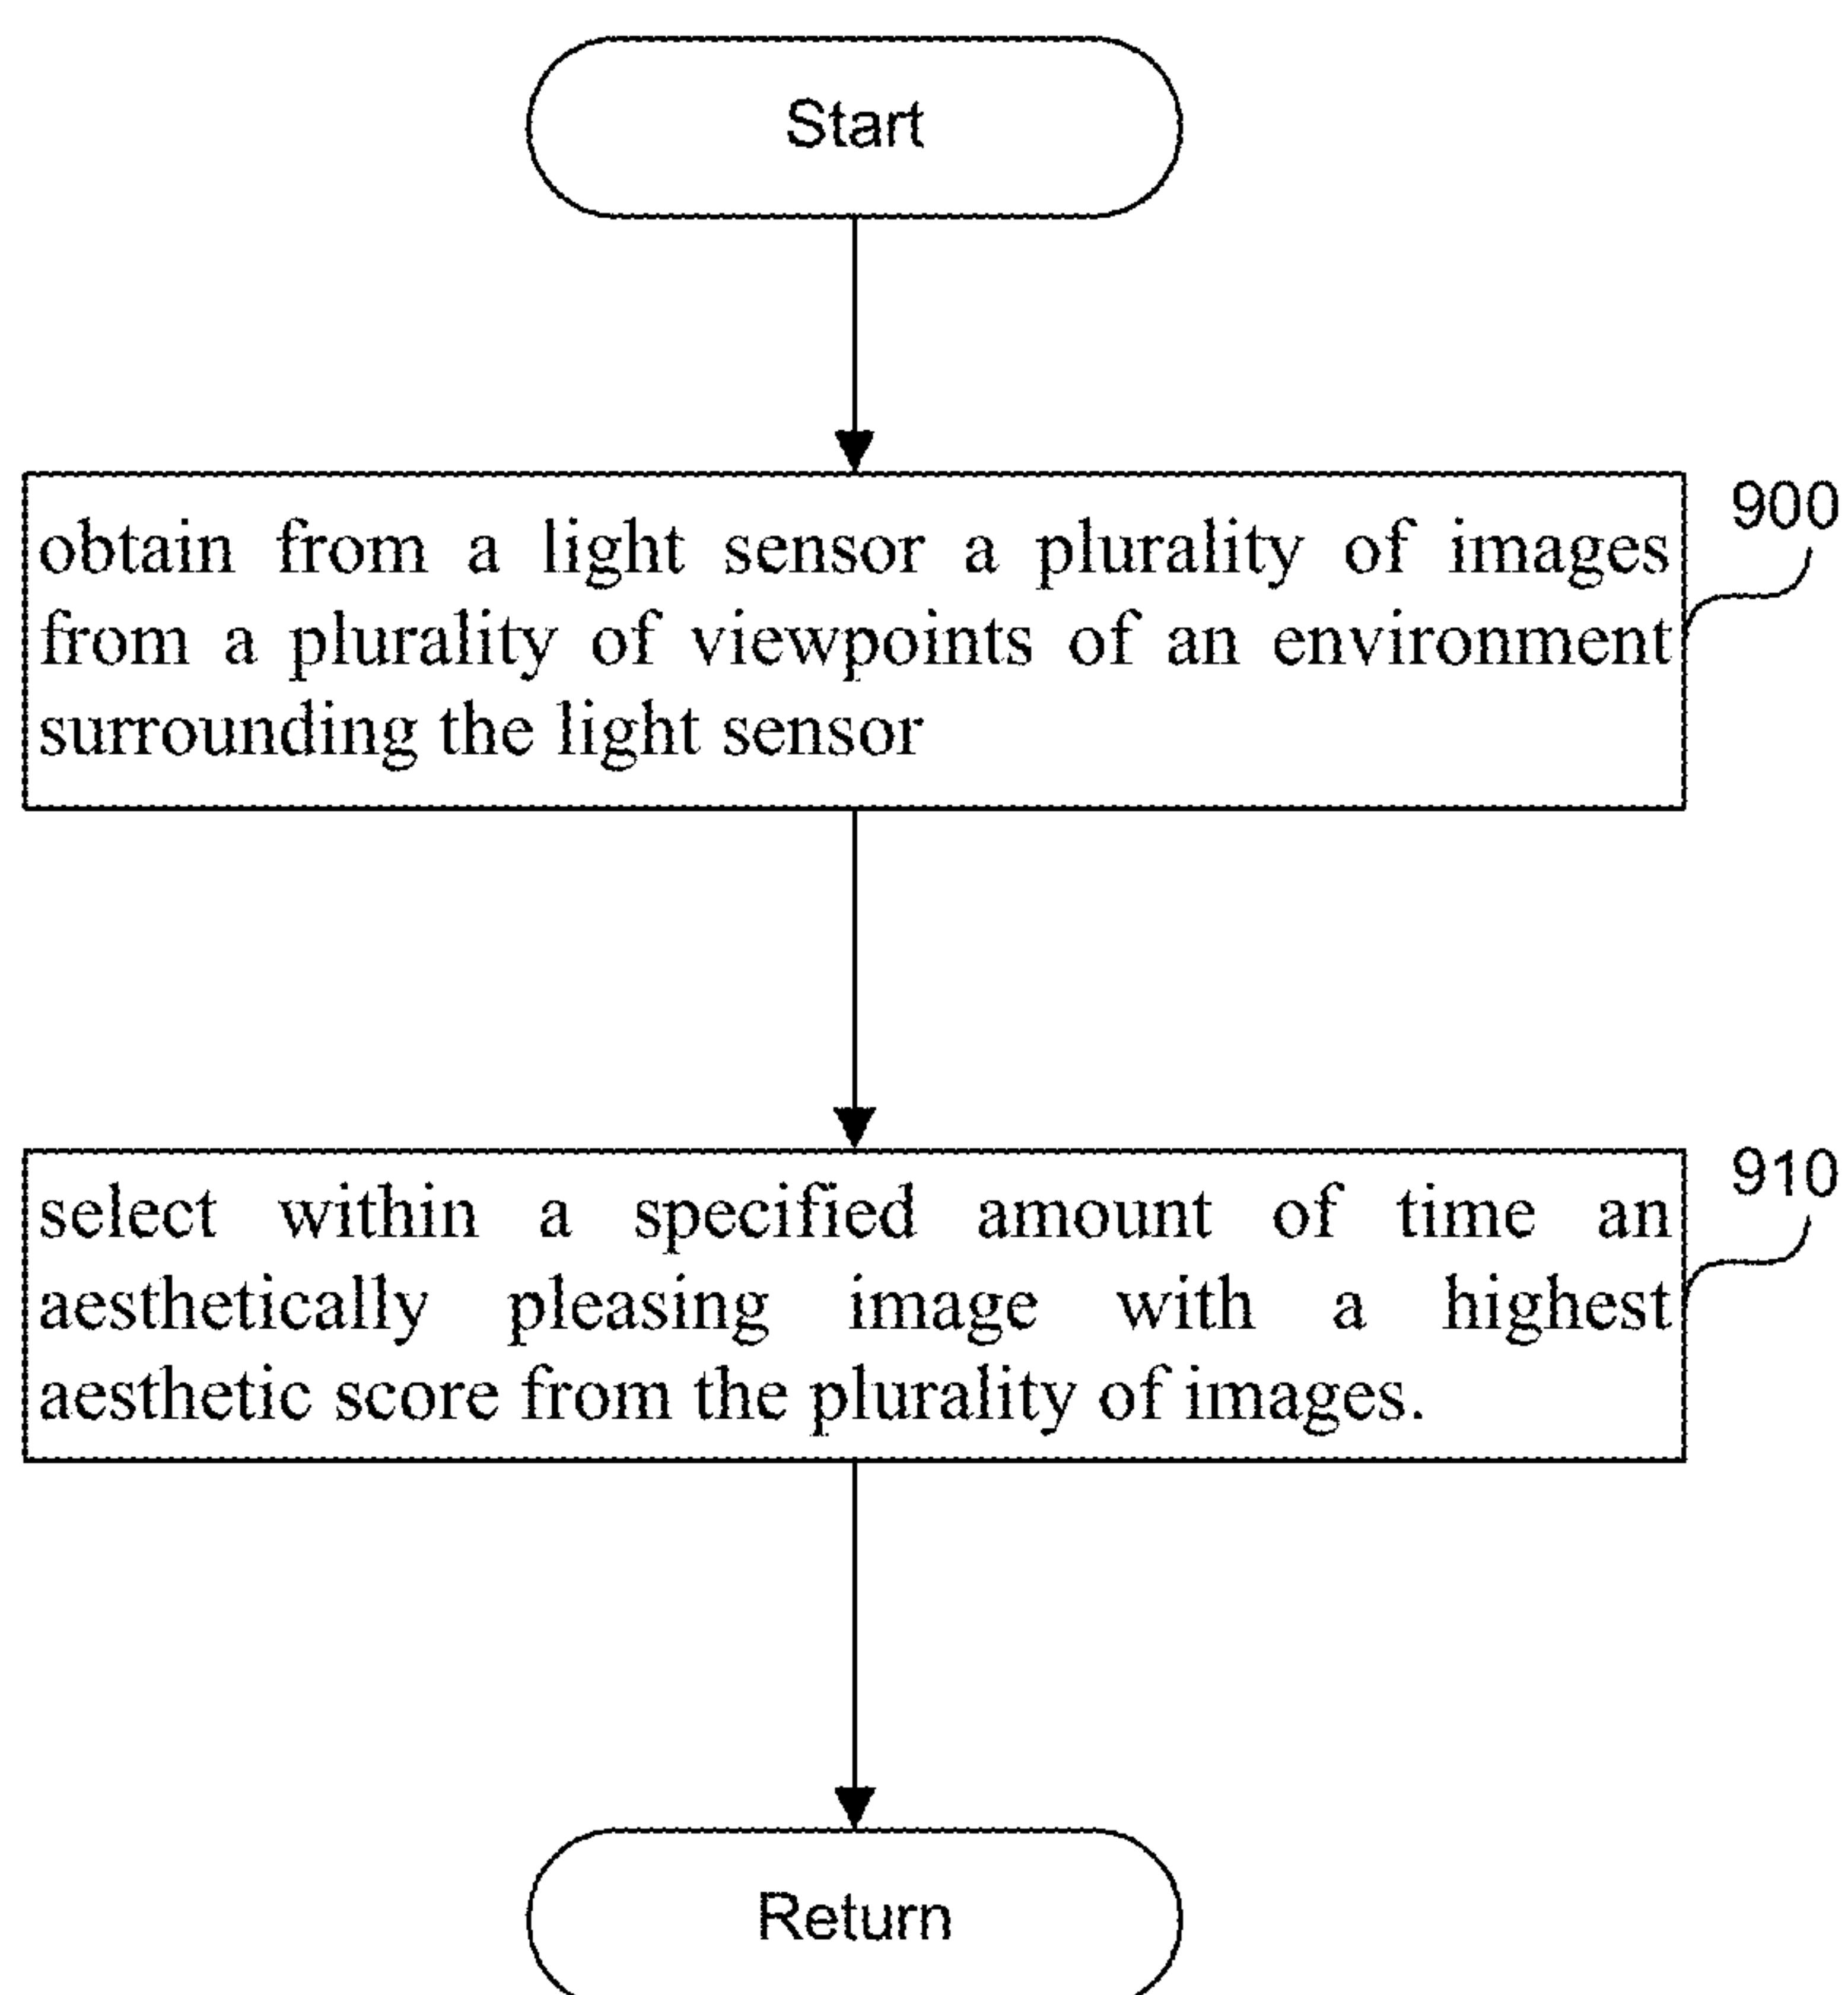 Start
900
obtain from a light sensor a plurality of images
from a plurality of viewpoints of an environment
surrounding the light sensor
910
select within a specified amount of time an
aesthetically pleasing image with a highest
aesthetic score from the plurality of images.
Return